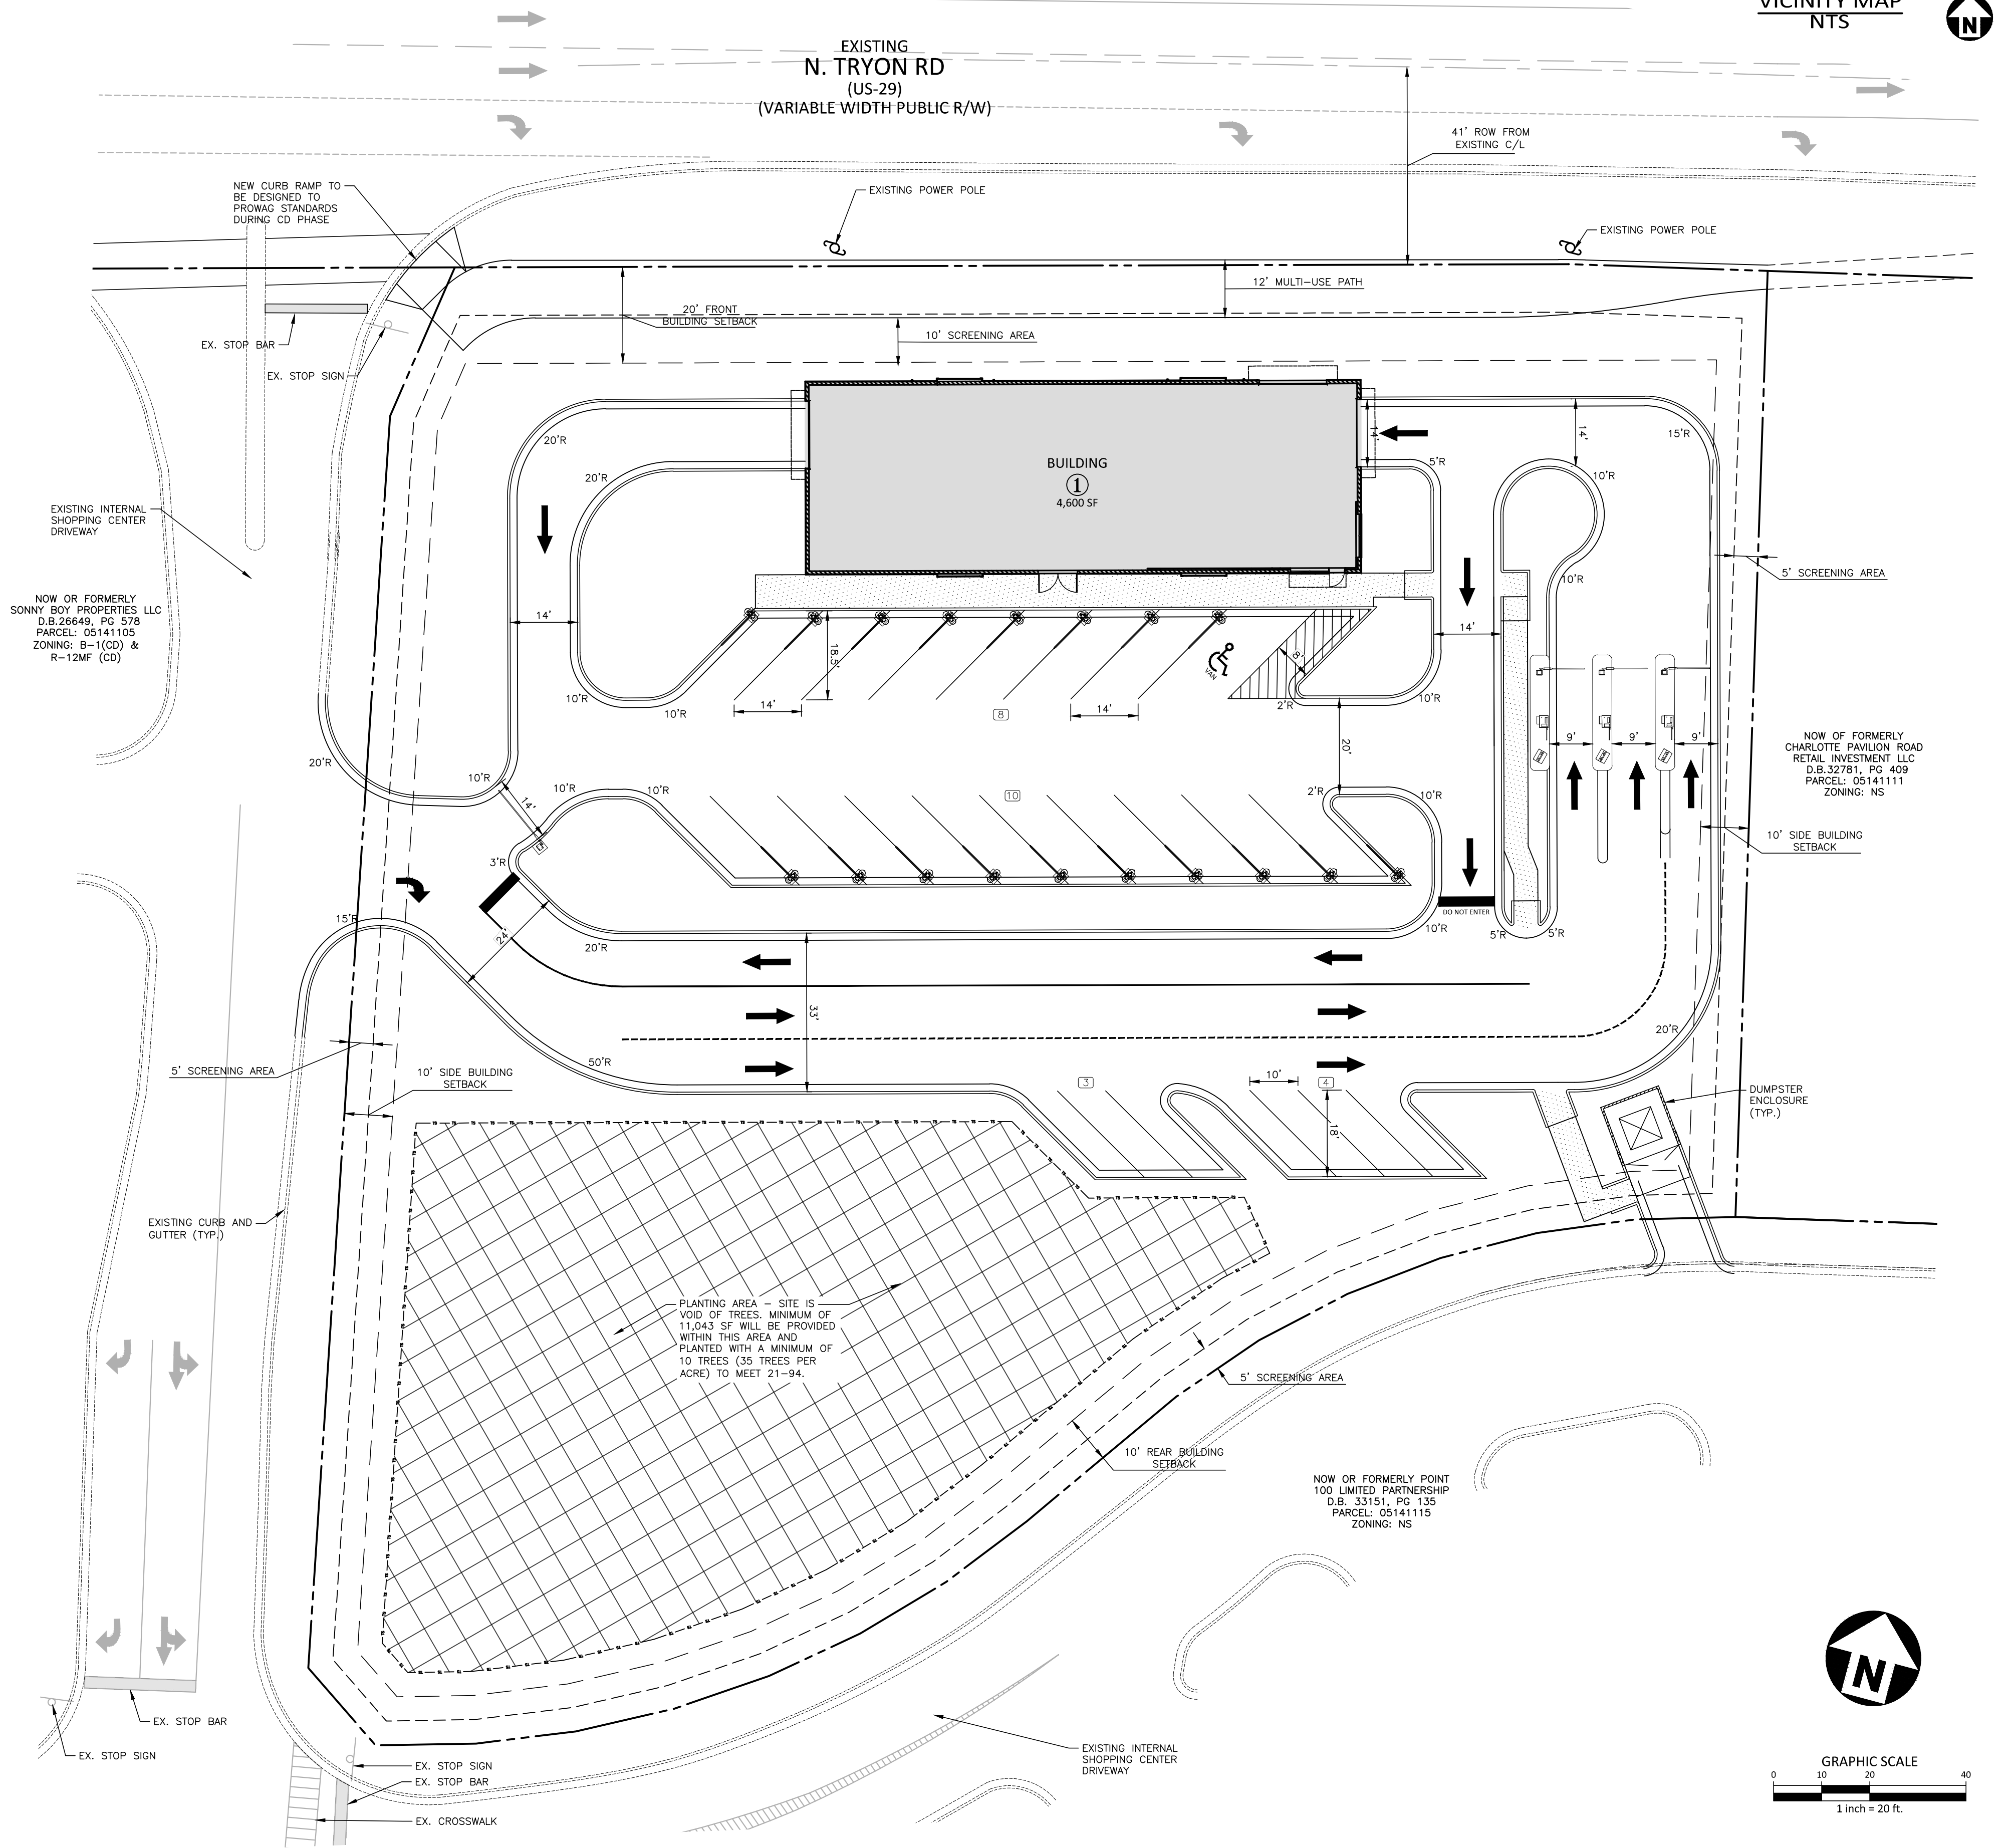 VICINITY MAP
NTS
N
EXISTING
N. TRYON RD
(US-29)
(VARIABLE WIDTH PUBLIC R/W)
41' ROW FROM
EXISTING C/L
NEW CURB RAMP TO
BE DESIGNED TO
PROWAG STANDARDS
DURING CD PHASE
EXISTING POWER POLE
EXISTING POWER POLE
12' MULTI-USE PATH
20' FRONT
BUILDING SETBACK
10' SCREENING AREA
EX. STOP BAR
EX. STOP SIGN
20'R
20'R
BUILDING
1
4,600 SF
14'
5'R
14'
15'R
10'R
10'R
EXISTING INTERNAL
SHOPPING CENTER
DRIVEWAY
5' SCREENING AREA
NOW OR FORMERLY
SONNY BOY PROPERTIES LLC
D.B.26649, PG 578
PARCEL: 05141105
ZONING: B-1(CD) &
R-12MF (CD)
14'
18.5'
8'
VAN
14'
10'R
10'R
14'
8
14'
2'R
10'R
20'
9'
9'
9'
NOW OF FORMERLY
CHARLOTTE PAVILION ROAD
RETAIL INVESTMENT LLC
D.B.32781, PG 409
PARCEL: 05141111
ZONING: NS
20'R
10'R
14'
10'R
10'R
10
2'R
10'R
10' SIDE BUILDING
SETBACK
3'R
DO NOT ENTER
15'R
24'
20'R
10'R
5'R
5'R
33'
20'R
50'R
5' SCREENING AREA
10' SIDE BUILDING
SETBACK
3
10'
4
18'
DUMPSTER
ENCLOSURE
(TYP.)
EXISTING CURB AND
GUTTER (TYP.)
PLANTING AREA - SITE IS
VOID OF TREES. MINIMUM OF
11,043 SF WILL BE PROVIDED
WITHIN THIS AREA AND
PLANTED WITH A MINIMUM OF
10 TREES (35 TREES PER
ACRE) TO MEET 21-94.
5' SCREENING AREA
10' REAR BUILDING
SETBACK
NOW OR FORMERLY POINT
100 LIMITED PARTNERSHIP
D.B. 33151, PG 135
PARCEL: 05141115
ZONING: NS
N
EX. STOP BAR
EX. STOP SIGN
EX. STOP SIGN
EX. STOP BAR
EX. CROSSWALK
EXISTING INTERNAL
SHOPPING CENTER
DRIVEWAY
GRAPHIC SCALE
0 10 20 40
1 inch = 20 ft.